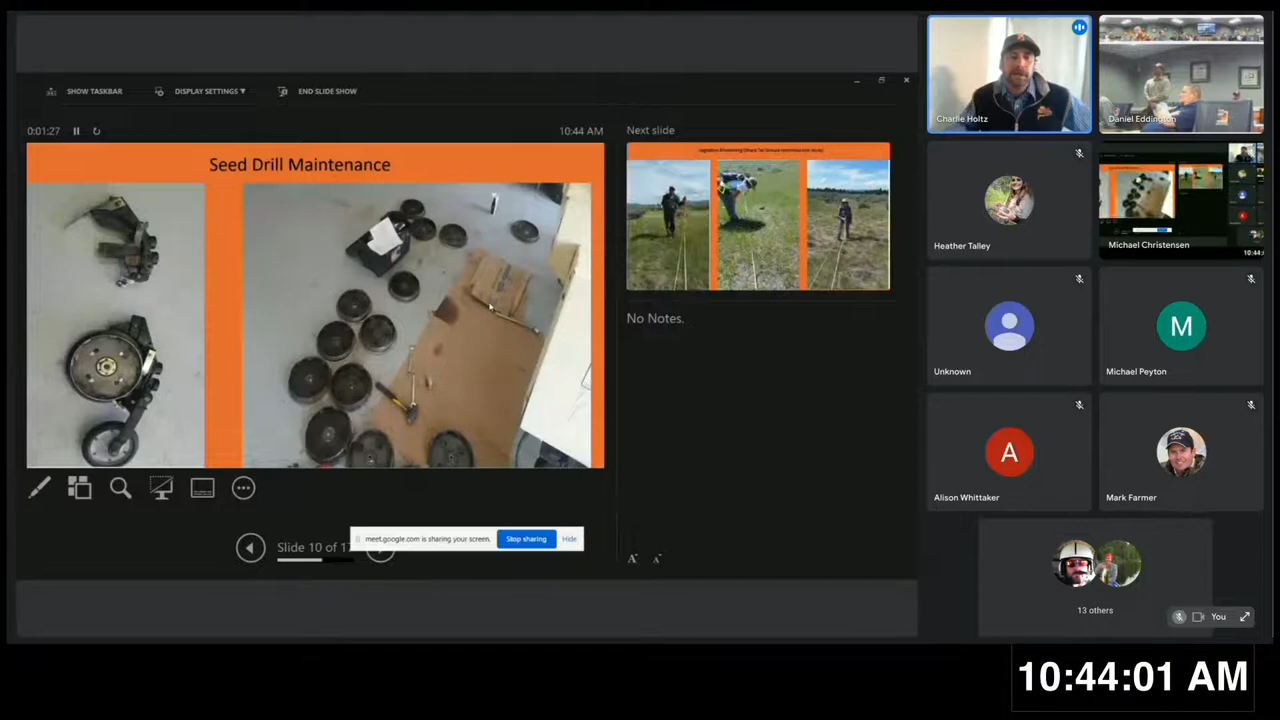 SHOW TASKBAR
DISPLAY SETTINGS ▼
END SLIDE SHOW
0:01:27
10:44 AM
Next slide
Seed Drill Maintenance
No Notes.
Slide 10 of 17
meet.google.com is sharing your screen.
Stop sharing
Hide
A
A
Charlie Holtz
Daniel Eddington
Heather Talley
Michael Christensen
10:44
Unknown
M
Michael Peyton
A
Alison Whittaker
Mark Farmer
13 others
You
10:44:01 AM